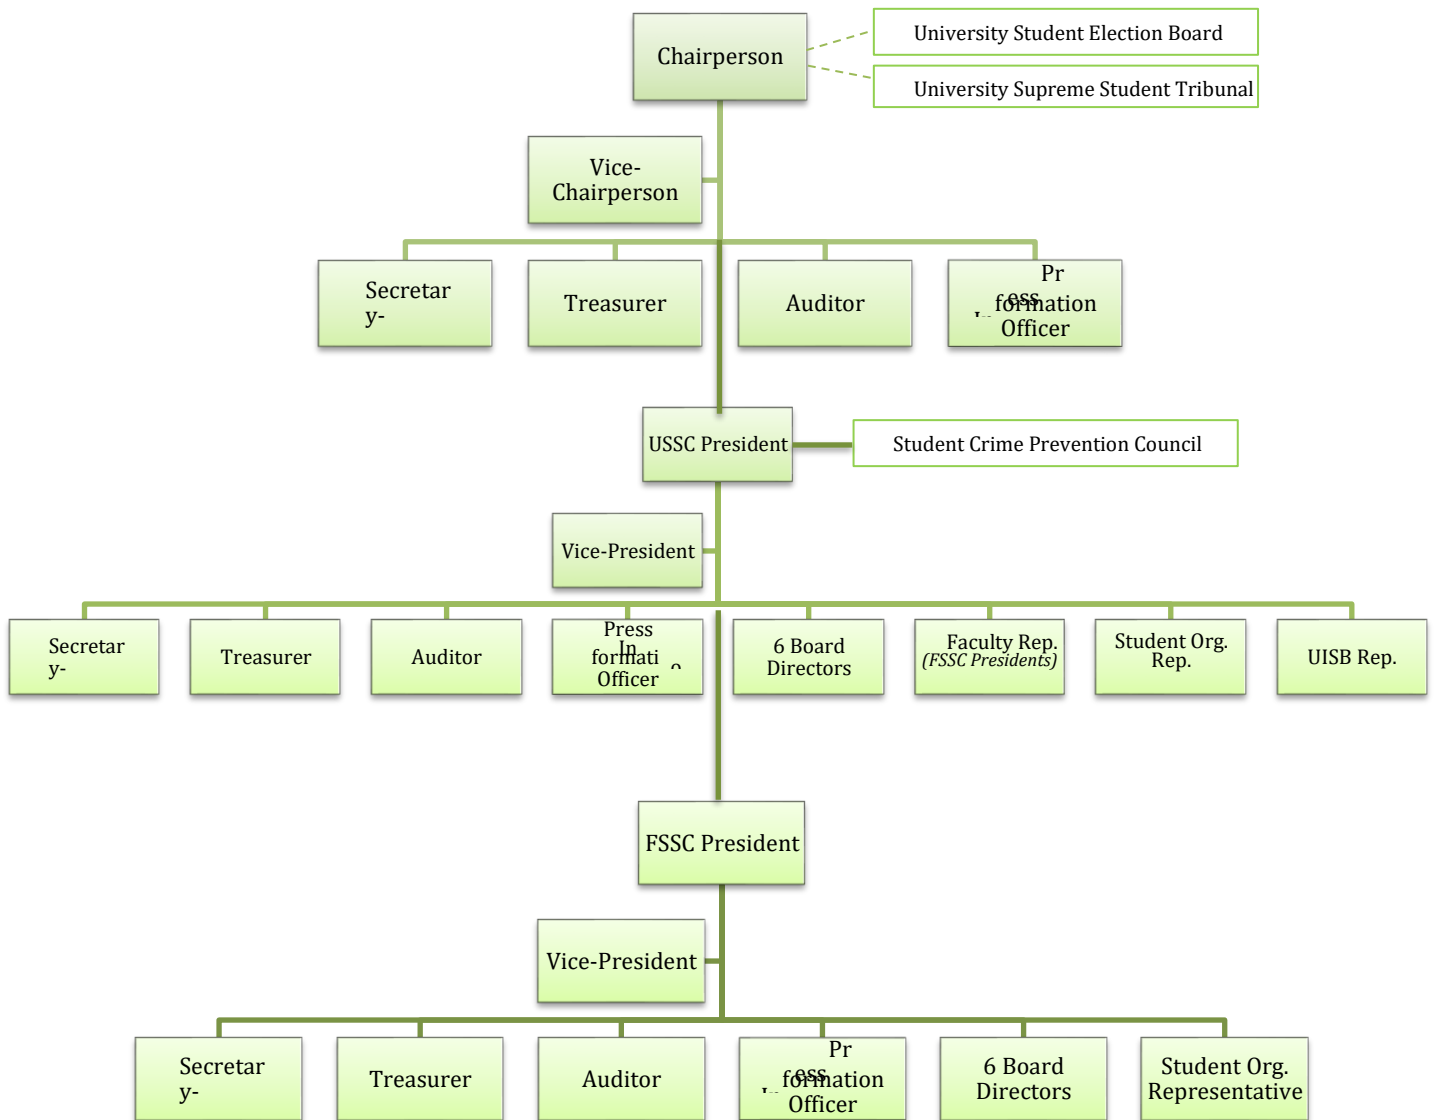 Chairperson
University Student Election Board
University Supreme Student Tribunal
Vice-
Chairperson
Secretar
y-
Treasurer
Auditor
Pr
ess
formation
Officer
USSC President
Student Crime Prevention Council
Vice-President
Secretar
y-
Treasurer
Auditor
Press
In
formati
Officer
6 Board
Directors
Faculty Rep.
(FSSC Presidents)
Student Org.
Rep.
UISB Rep.
FSSC President
Vice-President
Secretar
y-
Treasurer
Auditor
Pr
ess
formation
Officer
6 Board
Directors
Student Org.
Representative